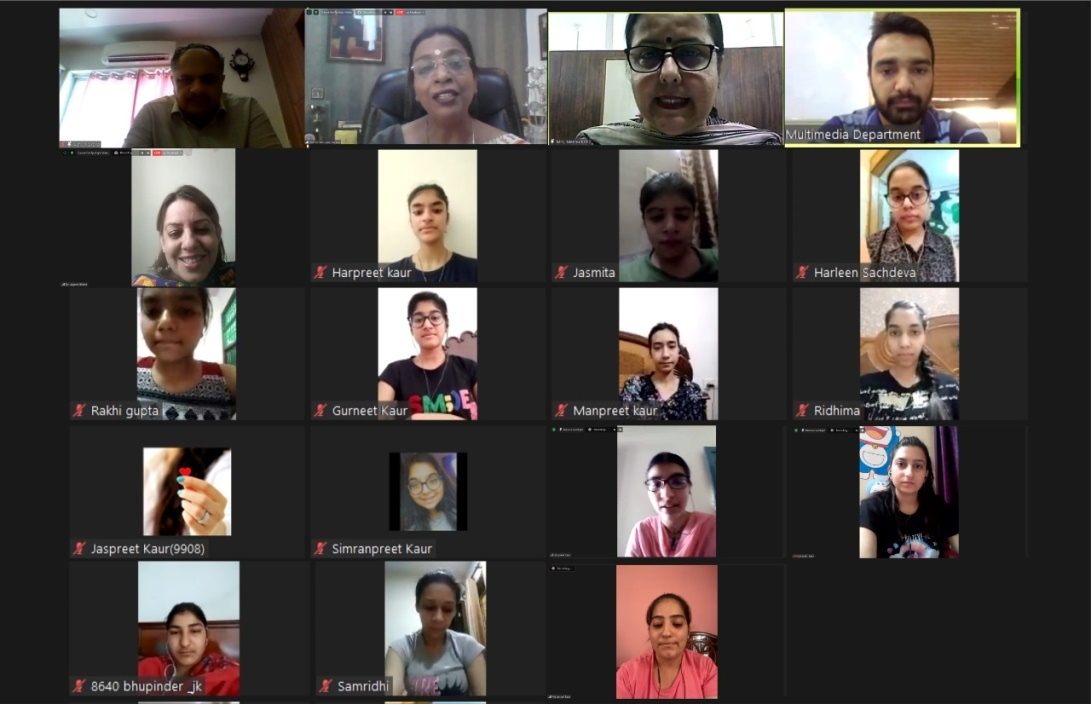 Multimedia Department
Harpreet kaur
Jasmita
Harleen Sachdeva
Rakhi gupta
Gurneet Kaur
SMILE
Manpreet kaur
Ridhima
Jaspreet Kaur(9908)
Simranpreet Kaur
8640 bhupinder _jk
Samridhi